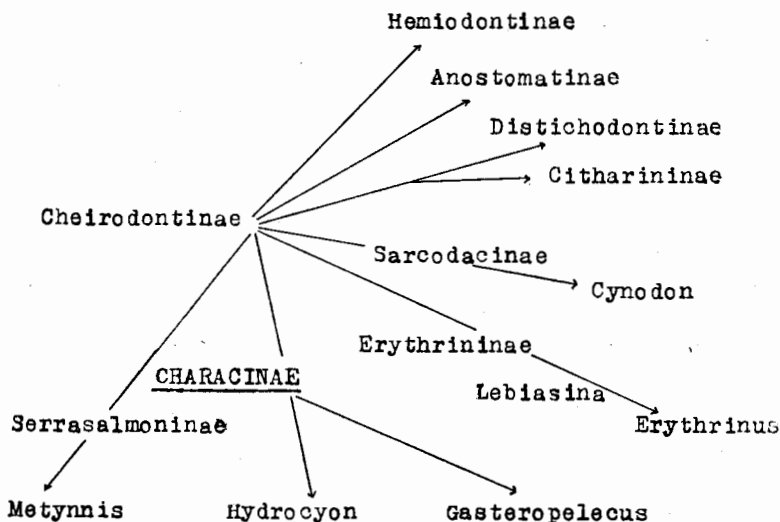 Hemiodontinae
Anostomatinae
Distichodontinae
Citharininae
Cheirodontinae
Sarcodacinae
Cynodon
Erythrininae
CHARACINAE
Lebiasina
Serrasalmoninae
Erythrinus
Metynnis
Hydrocyon
Gasteropelecus